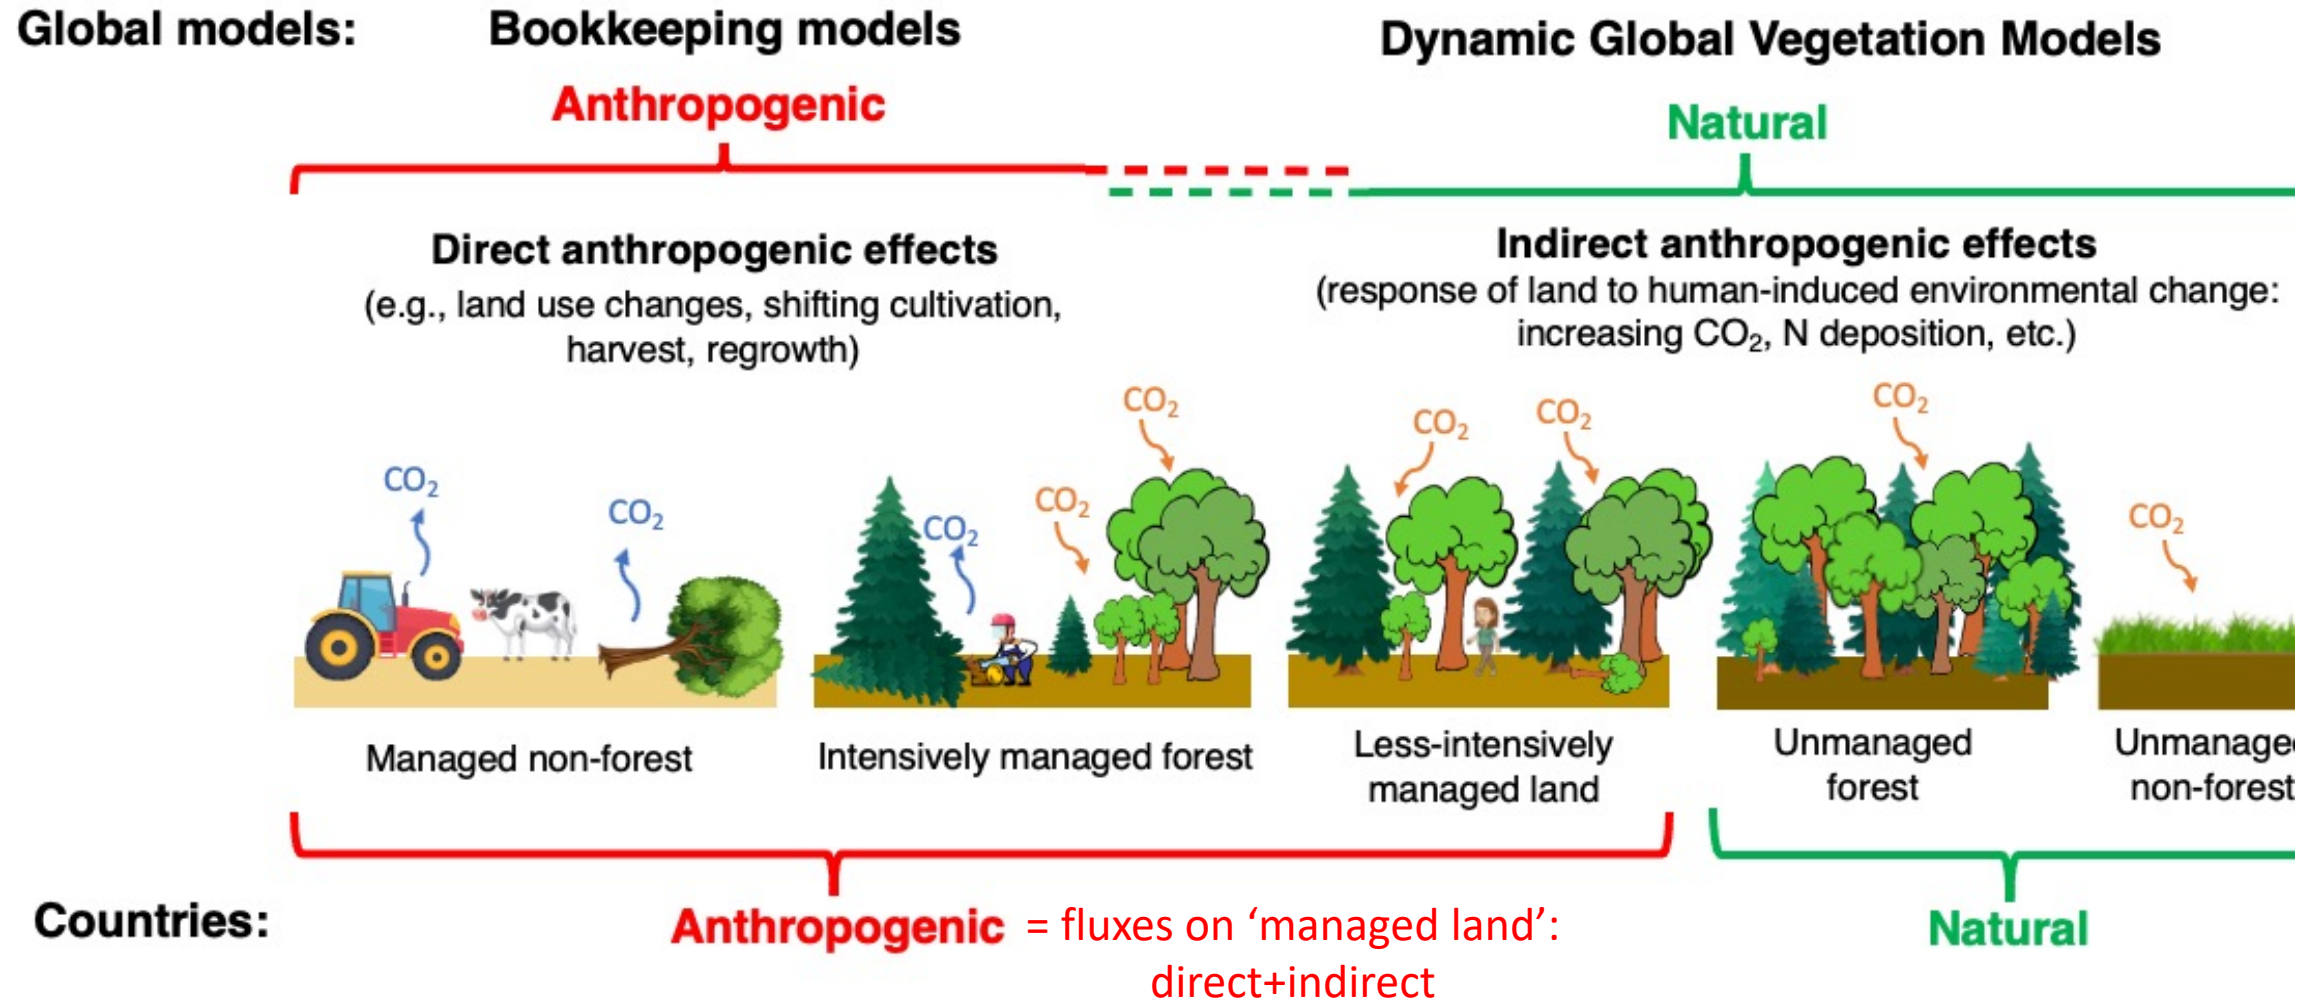 Global models:
Bookkeeping models
Dynamic Global Vegetation Models
Anthropogenic
Natural
Direct anthropogenic effects
(e.g., land use changes, shifting cultivation,
harvest, regrowth)
Indirect anthropogenic effects
(response of land to human-induced environmental change:
increasing CO₂, N deposition, etc.)
CO₂
CO₂
CO₂
CO₂
CO₂
CO₂
CO₂
CO₂
CO₂
Managed non-forest
Intensively managed forest
Less-intensively
managed land
Unmanaged
forest
Unmanage
non-forest
Countries:
Anthropogenic = fluxes on ‘managed land’:
direct+indirect
Natural